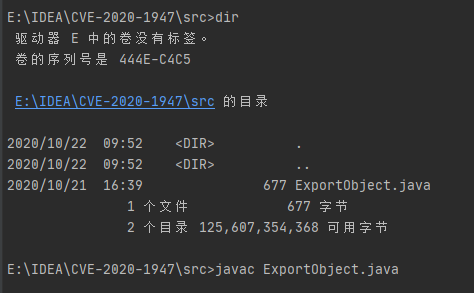 E:\IDEA\CVE-2020-1947\src>dir
驱动器 E 中的卷没有标签。
卷的序列号是 444E-C4C5
E:\IDEA\CVE-2020-1947\src 的目录
2020/10/22  09:52    <DIR>          .
2020/10/22  09:52    <DIR>          ..
2020/10/21  16:39               677 ExportObject.java
1 个文件            677 字节
2 个目录 125,607,354,368 可用字节
E:\IDEA\CVE-2020-1947\src>javac ExportObject.java